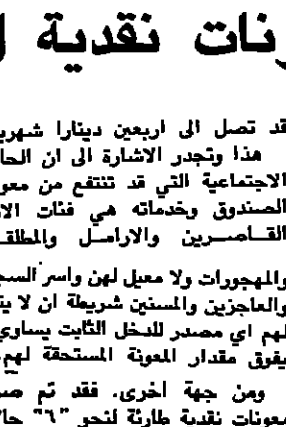 نات نقدية
قد تصل الى اربعين دينارا شهري
هذا وتجدر الاشارة الى ان الحا
الاجتماعية التي قد تنتفع من معو
الصندوق وخدماته هي فئات الا
القاصرين والارامل والمطلق
والمهجورات ولا معيل لهن واسر السج
والعاجزين والمسنين شريطة ان لا يت
لهم اي مصدر للدخل الثابت يساوي
يفوق مقدار المعونة المستحقة لهم.
ومن جهة أخرى. فقد تم صر
معونات نقدية طارئة لنحو "٦" حا